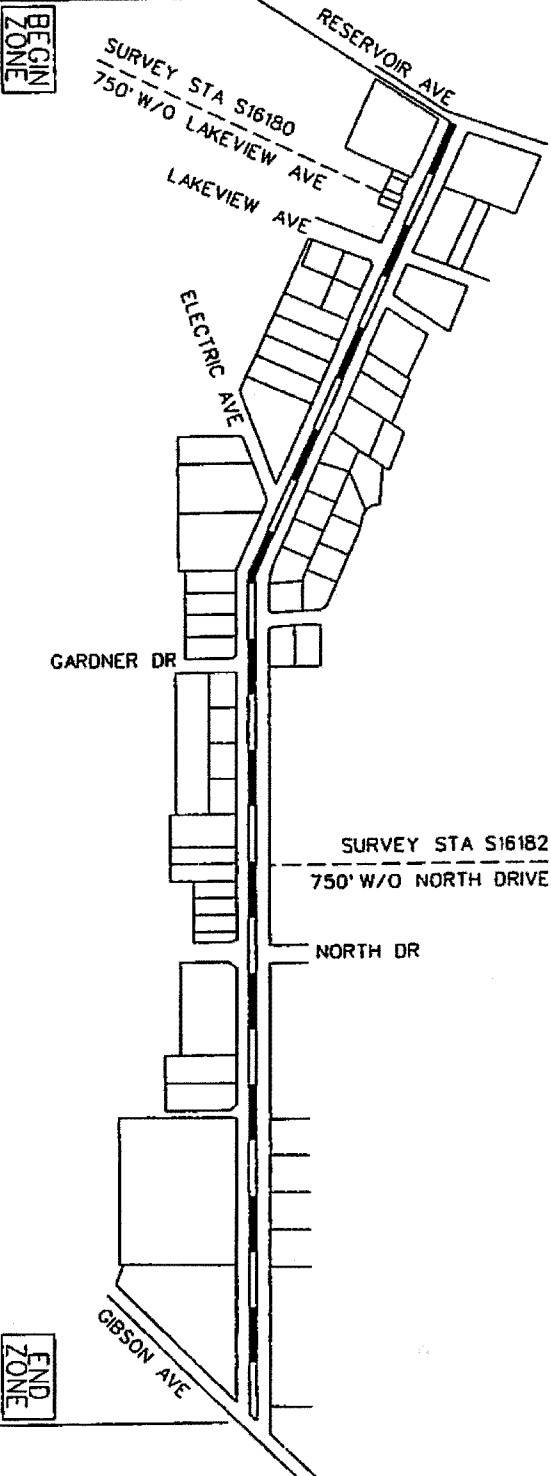 BEGIN
ZONE
RESERVOIR AVE
SURVEY STA S16180
750' W/O LAKEVIEW AVE
LAKEVIEW AVE
ELECTRIC AVE
GARDNER DR
SURVEY STA S16182
750' W/O NORTH DRIVE
NORTH DR
GIBSON AVE
END
ZONE